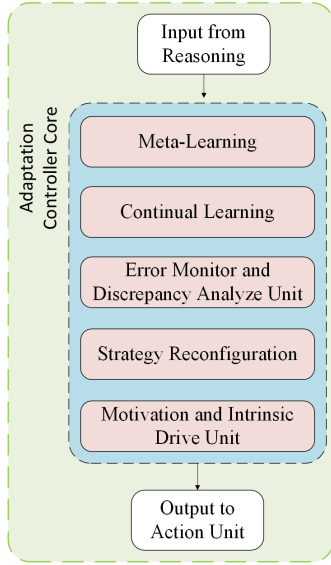 Input from
Reasoning
Adaptation
Controller Core
Meta-Learning
Continual Learning
Error Monitor and
Discrepancy Analyze Unit
Strategy Reconfiguration
Motivation and Intrinsic
Drive Unit
Output to
Action Unit